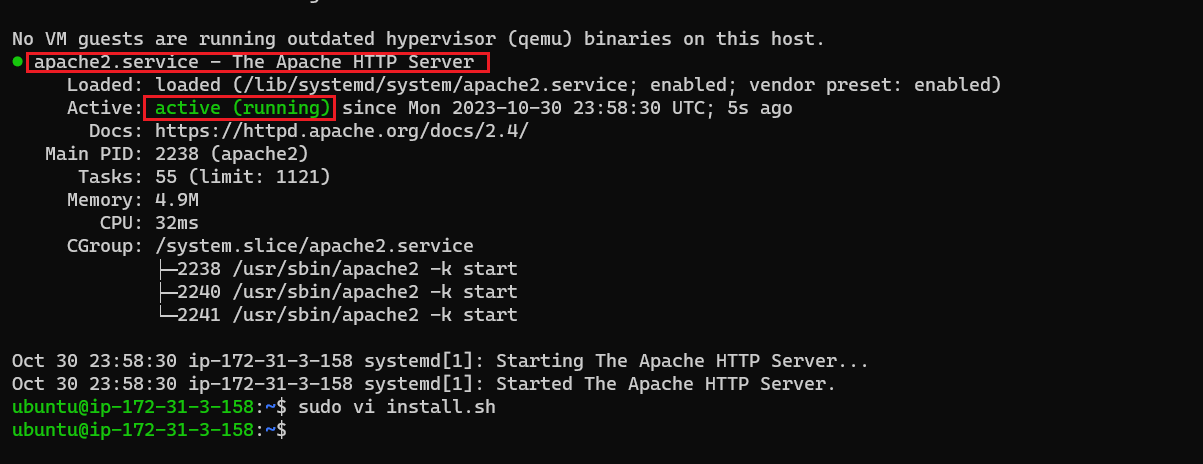 No VM guests are running outdated hypervisor (qemu) binaries on this host.
● apache2.service - The Apache HTTP Server
     Loaded: loaded (/lib/systemd/system/apache2.service; enabled; vendor preset: enabled)
     Active: active (running) since Mon 2023-10-30 23:58:30 UTC; 5s ago
       Docs: https://httpd.apache.org/docs/2.4/
   Main PID: 2238 (apache2)
      Tasks: 55 (limit: 1121)
     Memory: 4.9M
        CPU: 32ms
     CGroup: /system.slice/apache2.service
             ├─2238 /usr/sbin/apache2 -k start
             ├─2240 /usr/sbin/apache2 -k start
             └─2241 /usr/sbin/apache2 -k start
Oct 30 23:58:30 ip-172-31-3-158 systemd[1]: Starting The Apache HTTP Server...
Oct 30 23:58:30 ip-172-31-3-158 systemd[1]: Started The Apache HTTP Server.
ubuntu@ip-172-31-3-158:~$ sudo vi install.sh
ubuntu@ip-172-31-3-158:~$